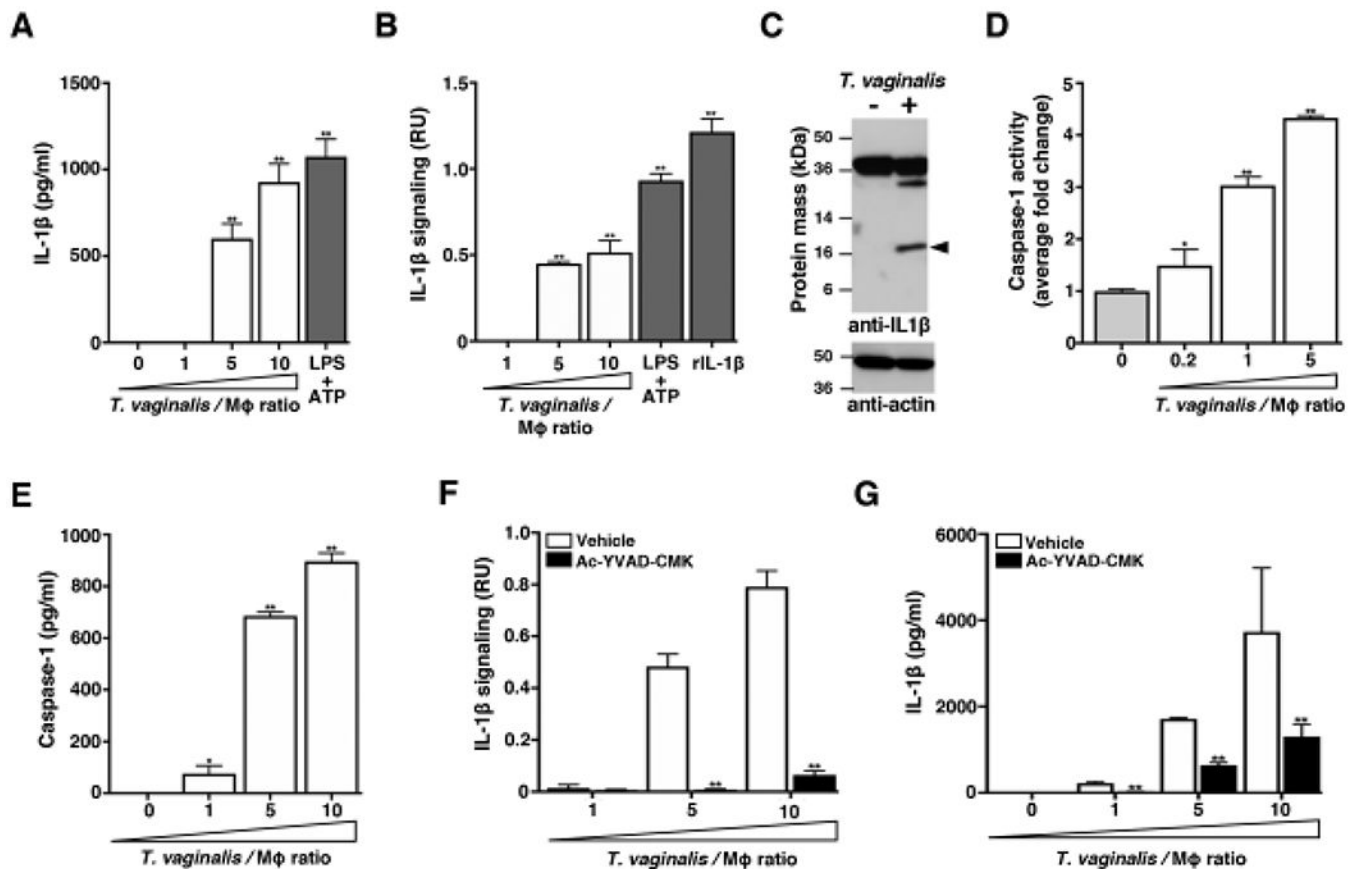 A
IL-1β (pg/ml)
1500
1000
500
0
**
**
**
0 1 5 10 LPS
+
ATP
T. vaginalis / Mϕ ratio
B
IL-1β signaling (RU)
1.5
1.0
0.5
0
**
**
**
**
1 5 10 LPS rIL-1β
+
ATP
T. vaginalis /
Mϕ ratio
C
T. vaginalis
- +
Protein mass (kDa)
50
36
14
16
6
anti-IL1β
50
36
anti-actin
D
Caspase-1 activity
(average fold change)
5
4
3
2
1
0
*
**
**
0 0.2 1 5
T. vaginalis / Mϕ ratio
E
Caspase-1 (pg/ml)
1000
800
600
400
200
0
*
**
**
0 1 5 10
T. vaginalis / Mϕ ratio
F
IL-1β signaling (RU)
1.0
0.8
0.6
0.4
0.2
0
Vehicle
Ac-YVAD-CMK
**
**
1 5 10
T. vaginalis / Mϕ ratio
G
IL-1β (pg/ml)
6000
4000
2000
0
Vehicle
Ac-YVAD-CMK
**
**
**
0 1 5 10
T. vaginalis / Mϕ ratio